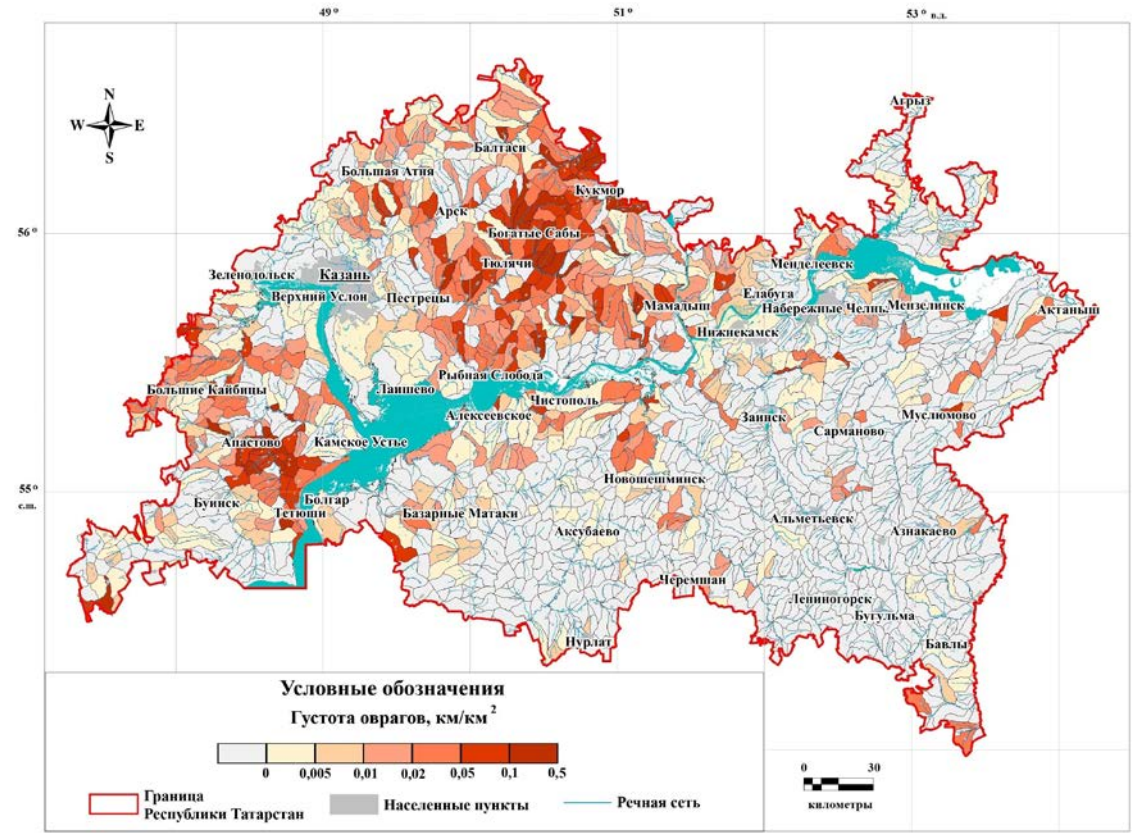 49° 51° 53° в.д.
N
W E
S
Агрыз
Балтаси
Большая Атня
Кукмор
Арск
56°
Богатые Сабы
Тюлячи
Менделеевск
Зеленодольск Казань
Верхний Услон Пестрецы
Елабуга
Мамадыш
Набережные Челны Мензелинск
Актаныш
Нижнекамск
Рыбная Слобода
Большие Кайбицы
Лаишево
Чистополь
Алексеевское
Заинск
Муслюмово
Сарманово
Апастово
Камское Устье
Новошешминск
55°
с.ш.
Буинск
Болгар
Тетюши
Базарные Матаки
Альметьевск
Аксубаево
Азнакаево
Черемшан
Лениногорск
Бугульма
Нурлат
Бавлы
Условные обозначения
Густота оврагов, км/км²
0 0,005 0,01 0,02 0,05 0,1 0,5
0 30
километры
Граница
Республики Татарстан
Населенные пункты
Речная сеть